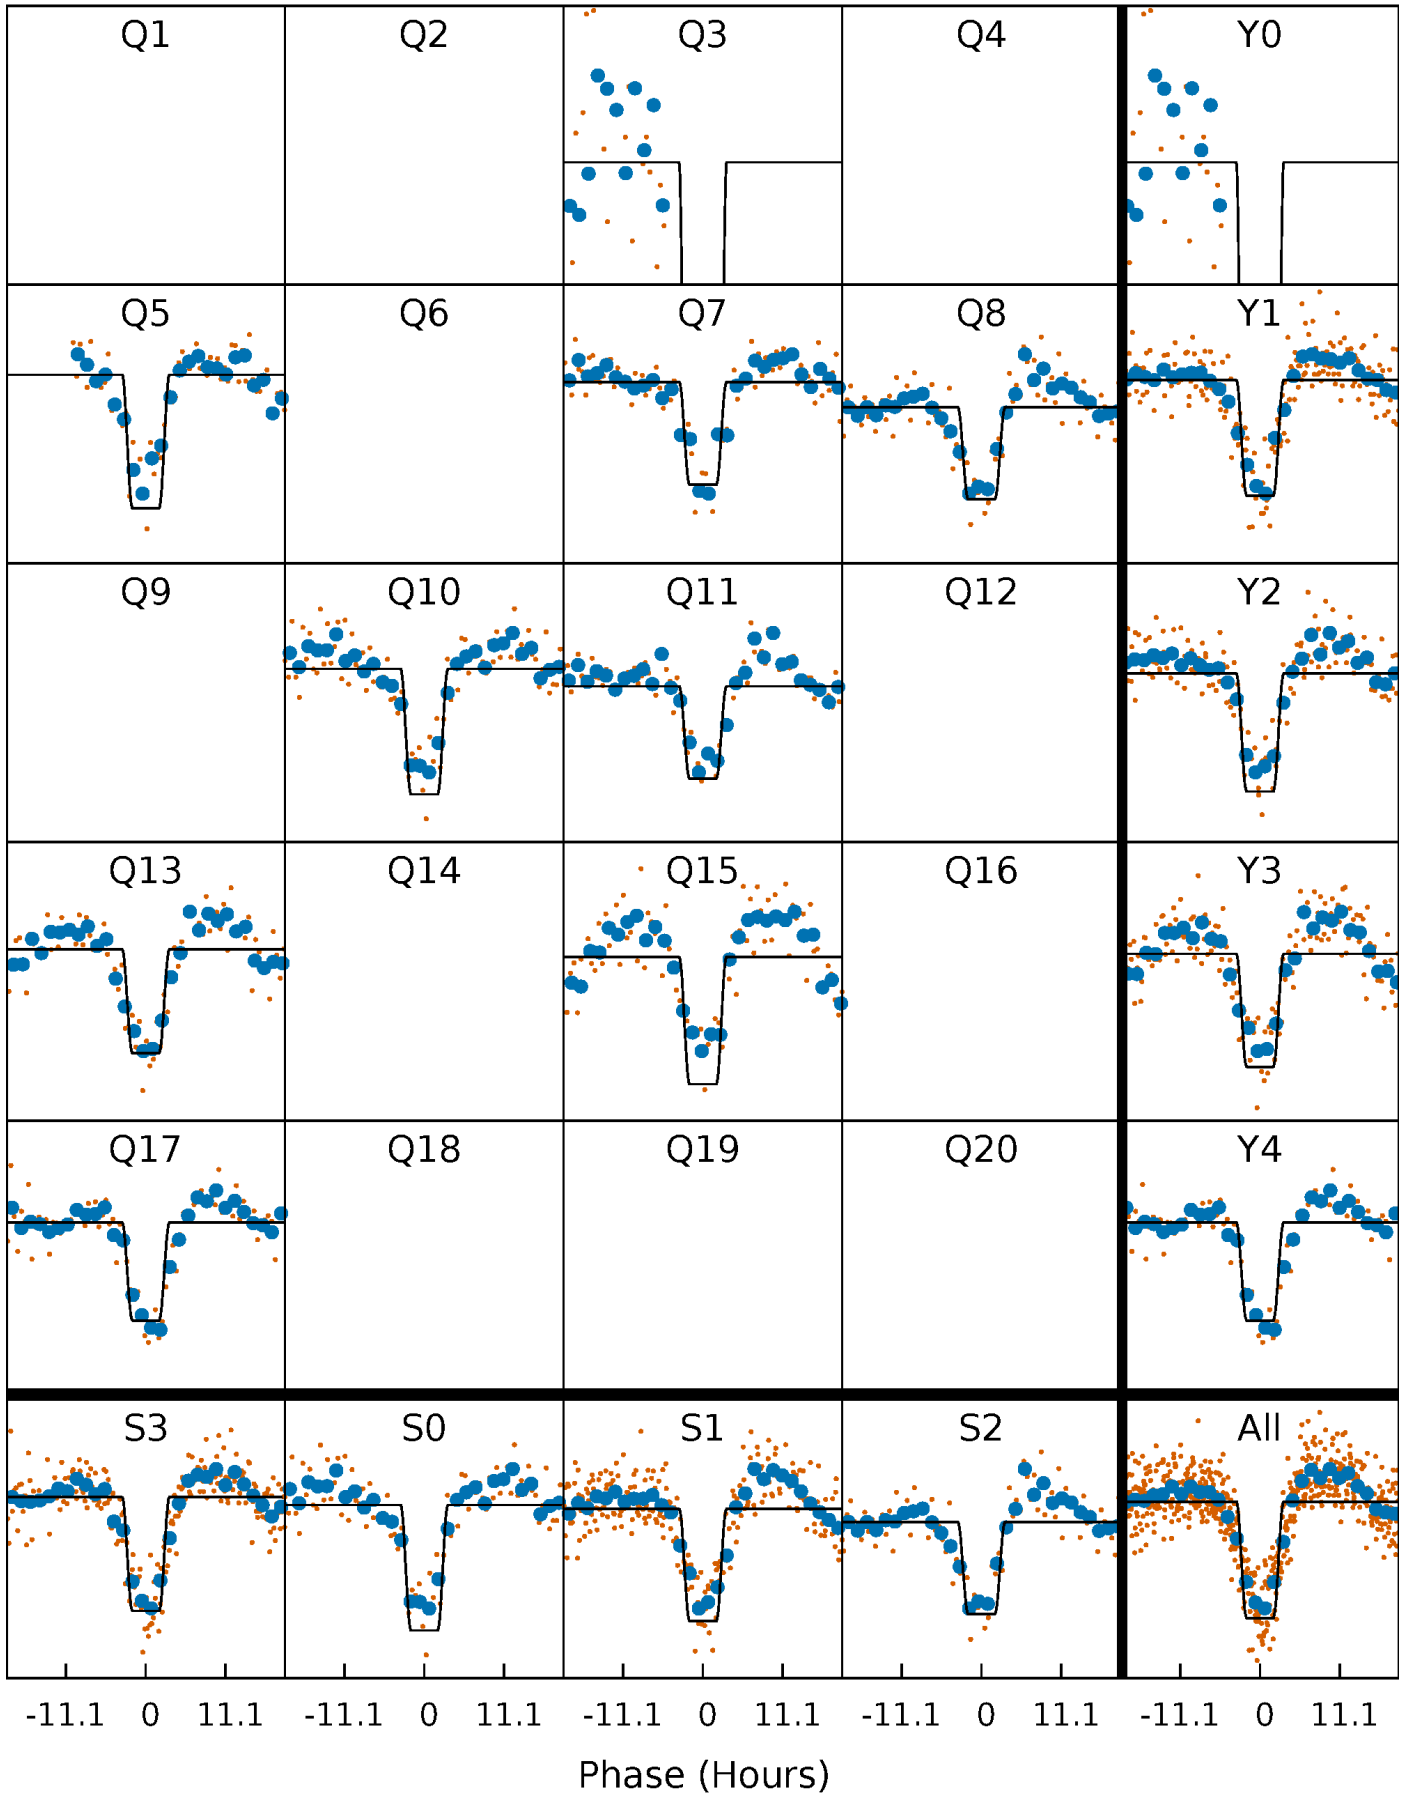 Q1 Q2 Q3 Q4 Y0
Q5 Q6 Q7 Q8 Y1
Q9 Q10 Q11 Q12 Y2
Q13 Q14 Q15 Q16 Y3
Q17 Q18 Q19 Q20 Y4
S3 S0 S1 S2 All
-11.1 0 11.1 -11.1 0 11.1 -11.1 0 11.1 -11.1 0 11.1 -11.1 0 11.1
Phase (Hours)